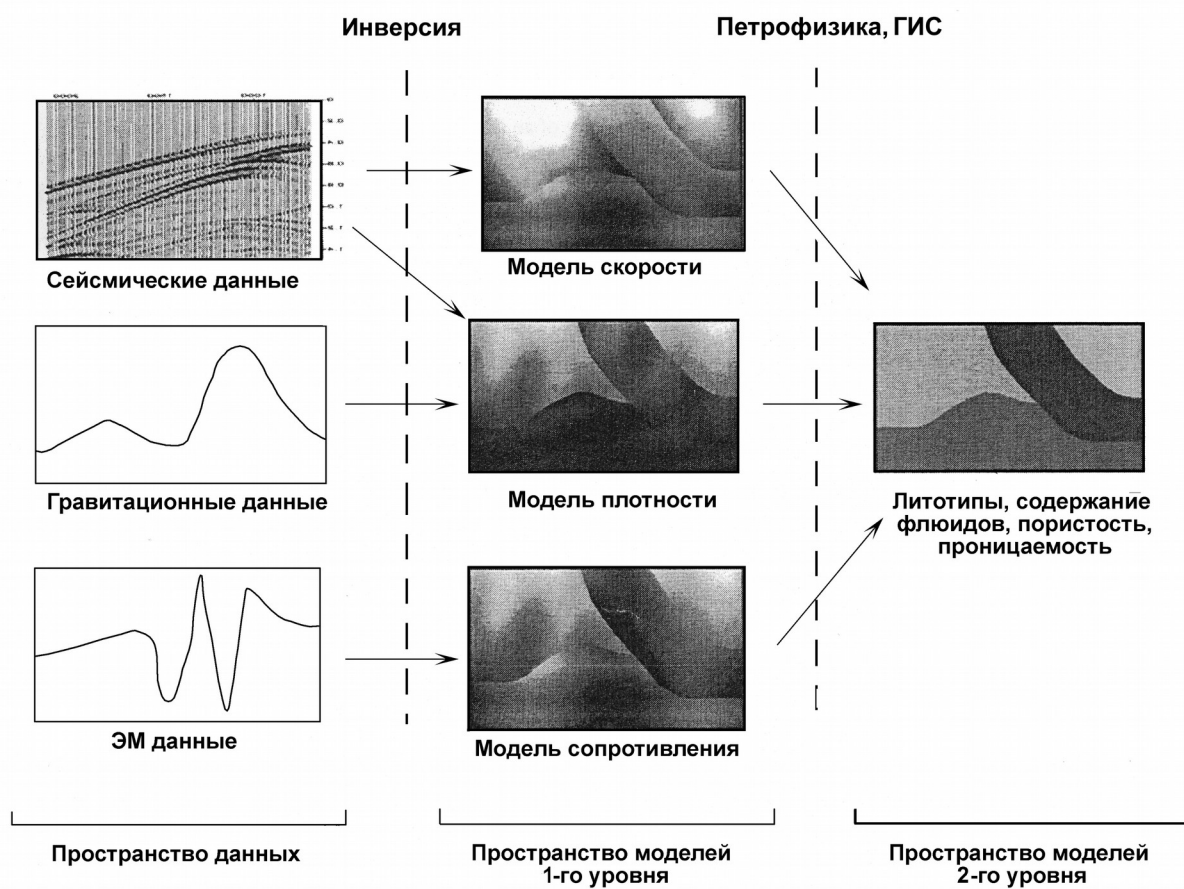 Инверсия
Петрофизика, ГИС
Сейсмические данные
Модель скорости
Гравитационные данные
Модель плотности
Литотипы, содержание
флюидов, пористость,
проницаемость
ЭМ данные
Модель сопротивления
Пространство данных
Пространство моделей
1-го уровня
Пространство моделей
2-го уровня